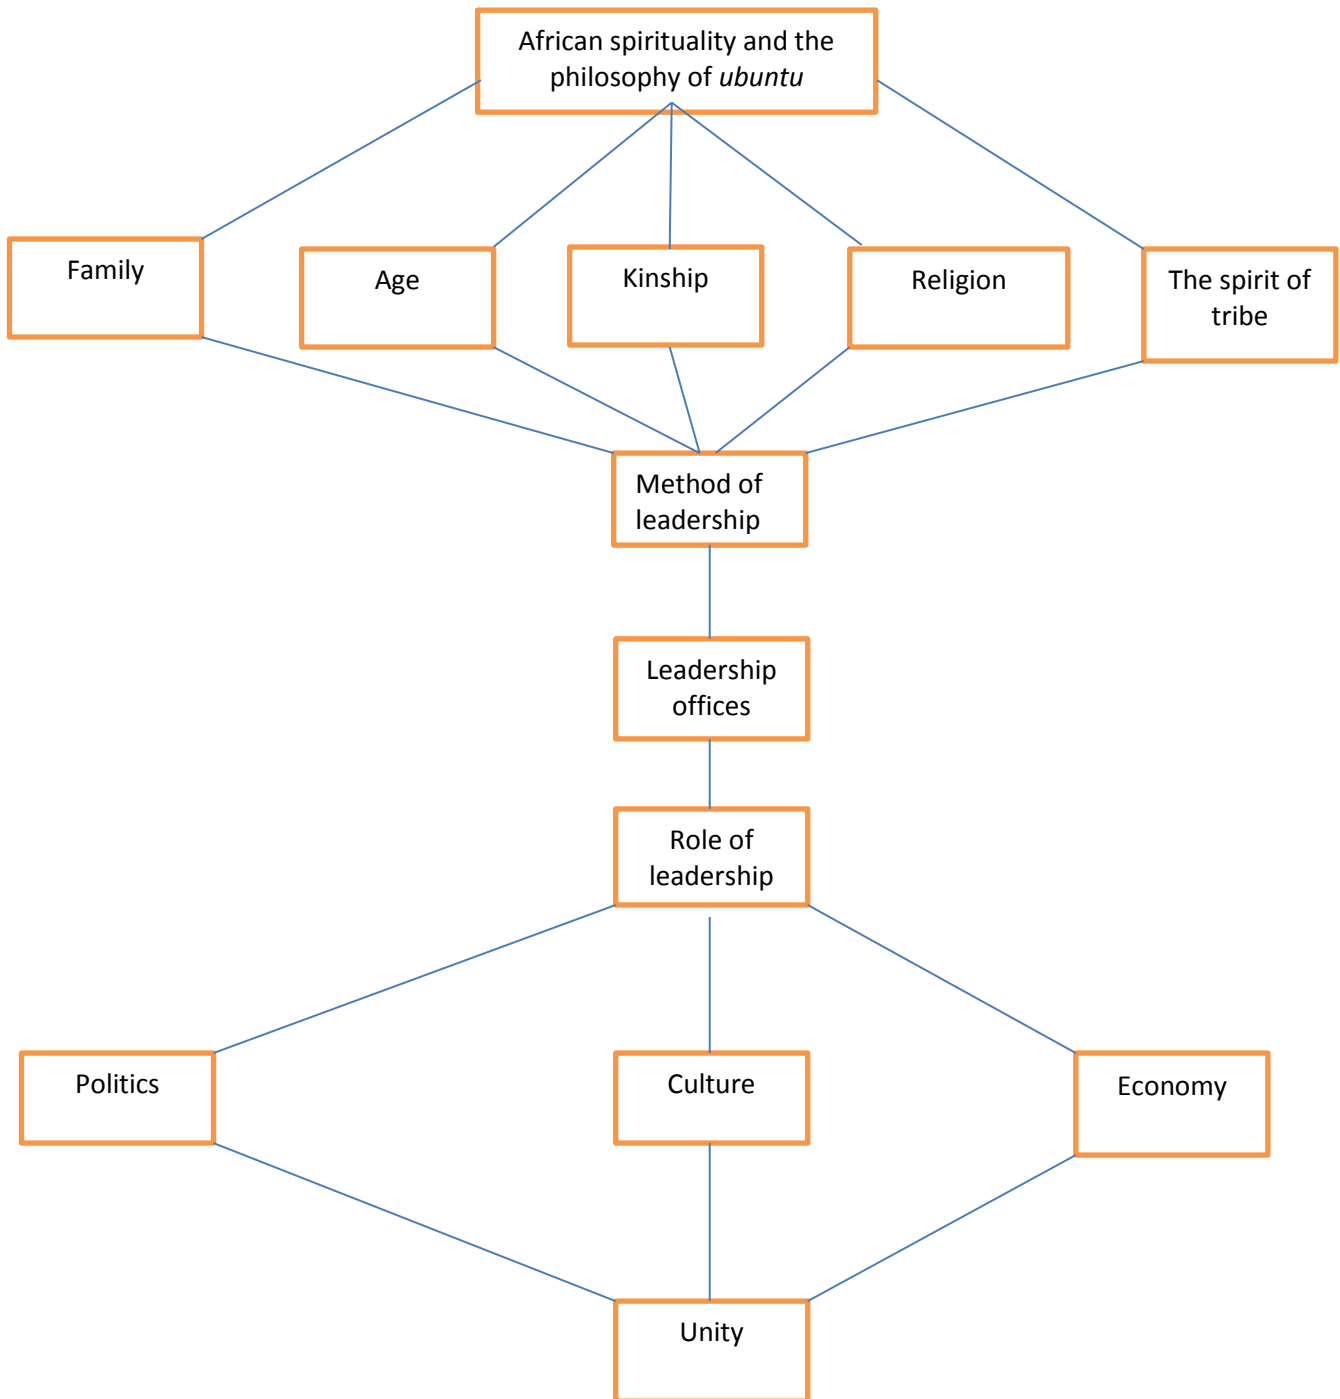 African spirituality and the
philosophy of ubuntu
Family
Age
Kinship
Religion
The spirit of
tribe
Method of
leadership
Leadership
offices
Role of
leadership
Politics
Culture
Economy
Unity